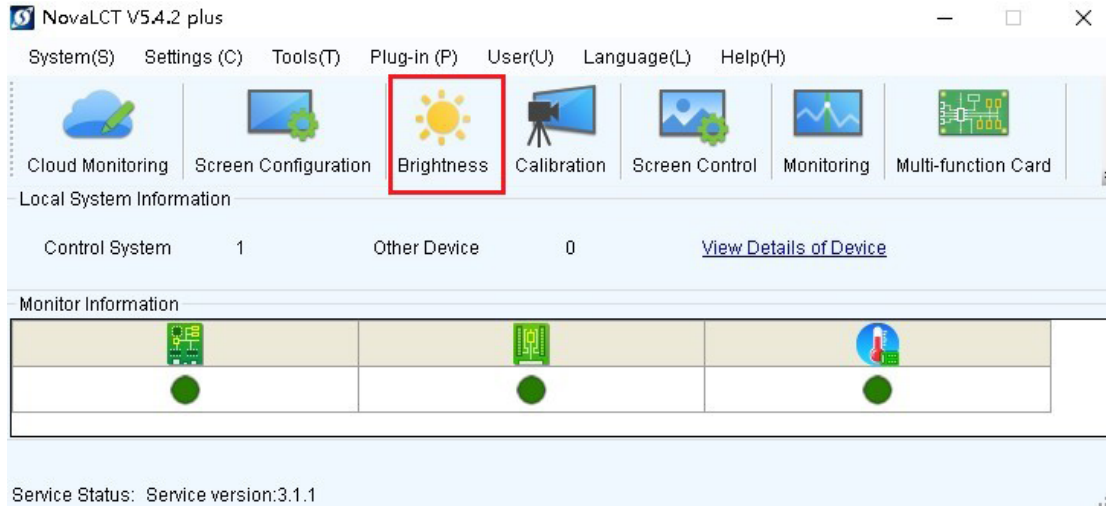 NovaLCT V5.4.2 plus
System(S) Settings (C) Tools(T) Plug-in (P) User(U) Language(L) Help(H)
Cloud Monitoring Screen Configuration Brightness Calibration Screen Control Monitoring Multi-function Card
Local System Information
Control System 1 Other Device 0 View Details of Device
Monitor Information
Service Status: Service version:3.1.1